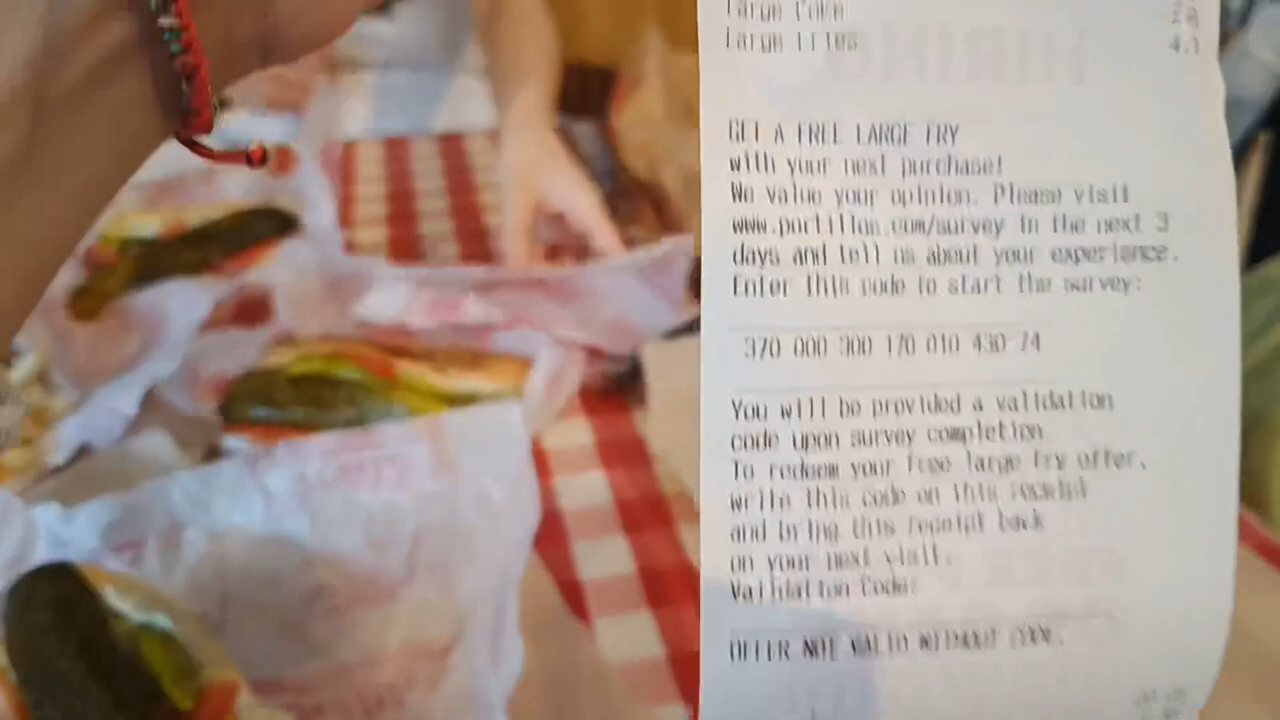 Large Coke
Large Fries
4.1
GET A FREE LARGE FRY
with your next purchase!
We value your opinion. Please visit
www.portillos.com/survey in the next 3
days and tell us about your experience.
Enter this code to start the survey:
370 000 300 170 010 430 74
You will be provided a validation
code upon survey completion
To redeem your free large fry offer,
write this code on this receipt
and bring this receipt back
on your next visit.
Validation Code:
OFFER NOT VALID WITHOUT CODE.